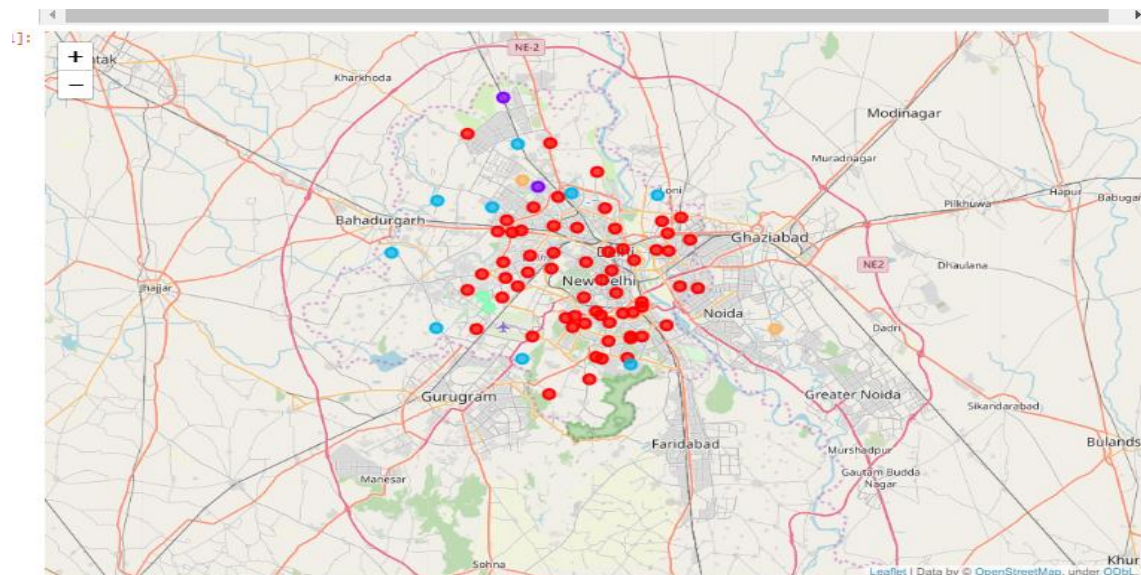 ]:
+
−
NE-2
Kharkhoda
Modinagar
Muradnagar
Loni
Hapur
Babugar
Pilkhuwa
Bahadurgarh
Ghaziabad
NE2
Dhaulana
Jhajjar
New Delhi
Noida
Dadri
Gurugram
Greater Noida
Sikandarabad
Faridabad
Murshadpur
Bulands
Gautam Budda
Nagar
Manesar
Sohna
Khur
Leaflet | Data by © OpenStreetMap, under ODbL